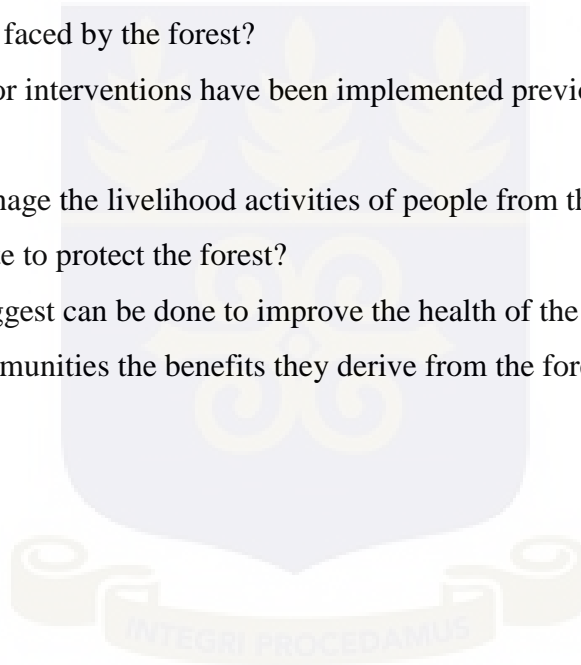 faced by the forest?
or interventions have been implemented previo
nage the livelihood activities of people from th
e to protect the forest?
ggest can be done to improve the health of the
munities the benefits they derive from the for
INTEGRI PROCEDAMUS